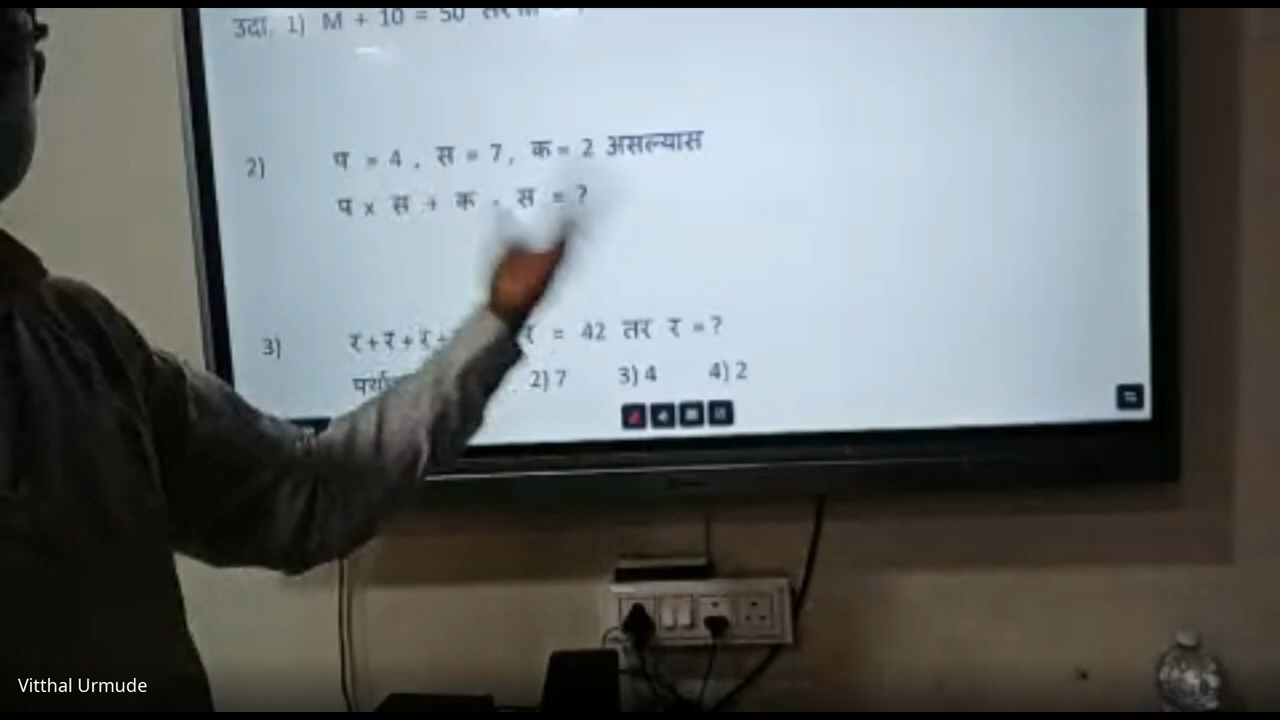 उदा. 1) M + 10 = 50 तर
2) प = 4 , स = 7, क = 2 असल्यास
प x स + क - स = ?
3) र+र+र+ र = 42 तर र = ?
2) 7 3) 4 4) 2
Vitthal Urmude